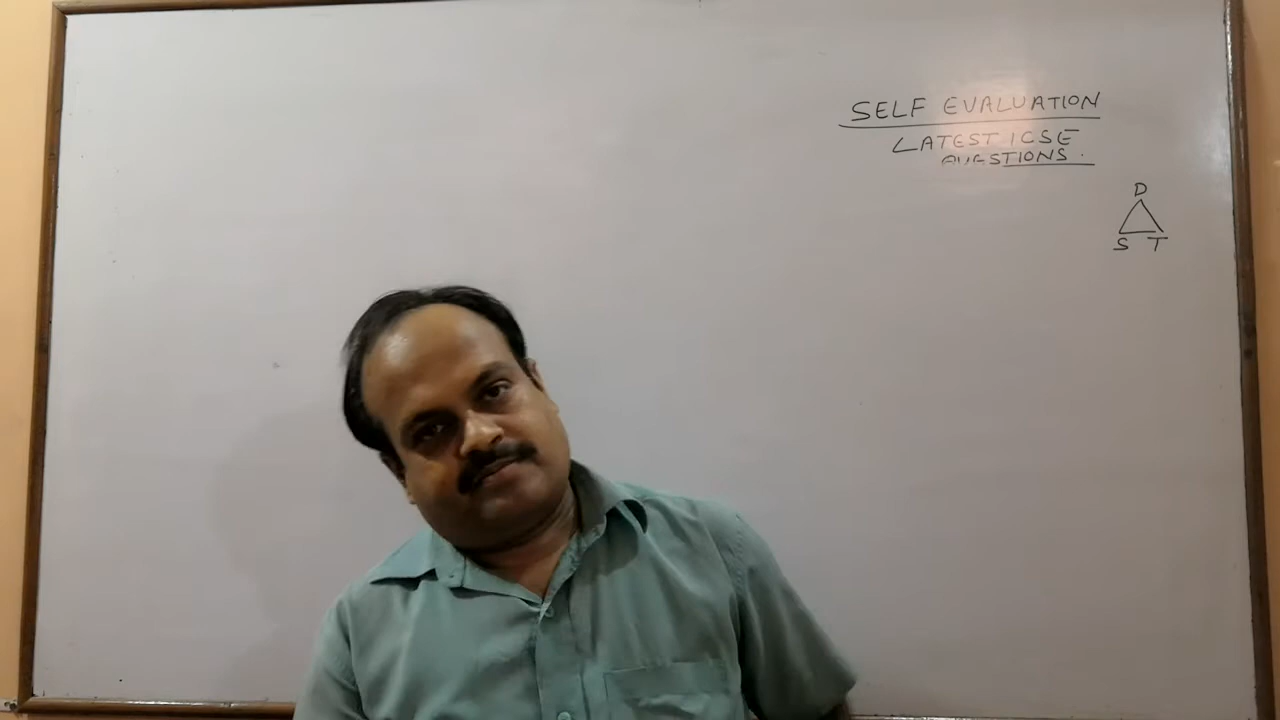 SELF EVALUATION
LATEST ICSE
QUESTIONS.
D
S T